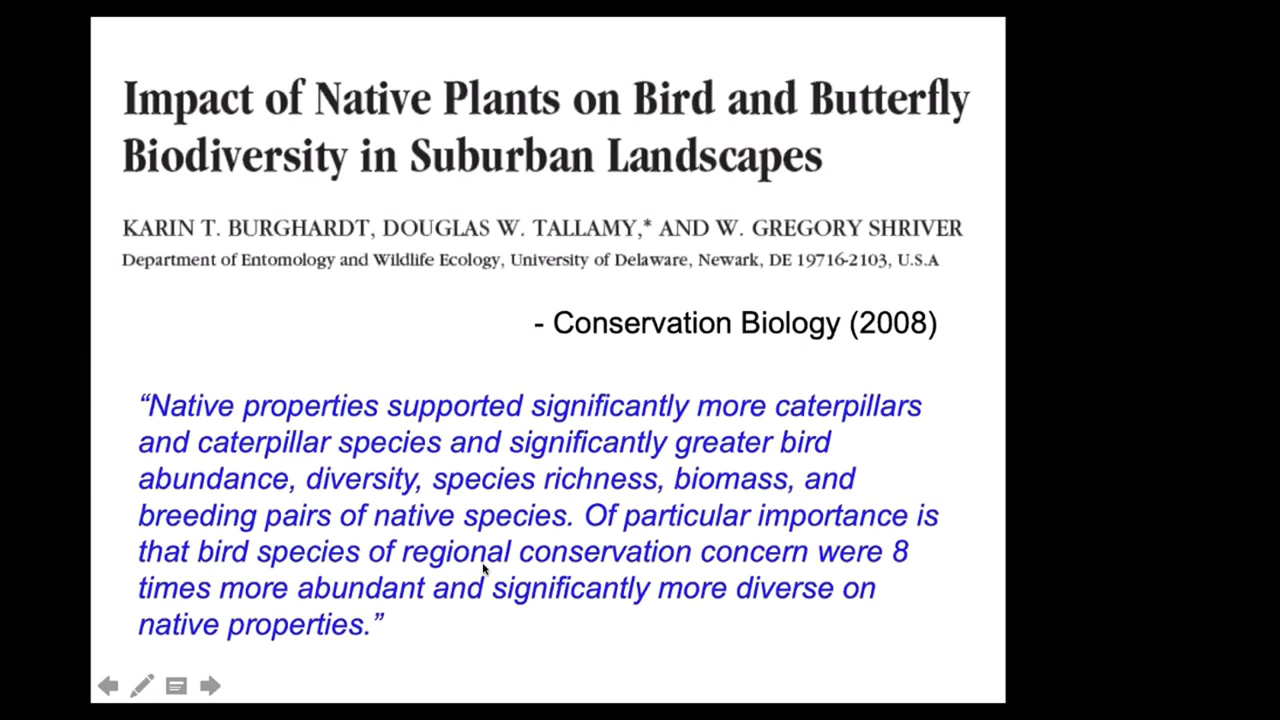 Impact of Native Plants on Bird and Butterfly
Biodiversity in Suburban Landscapes
KARIN T. BURGHARDT, DOUGLAS W. TALLAMY,* AND W. GREGORY SHRIVER
Department of Entomology and Wildlife Ecology, University of Delaware, Newark, DE 19716-2103, U.S.A
- Conservation Biology (2008)
“Native properties supported significantly more caterpillars
and caterpillar species and significantly greater bird
abundance, diversity, species richness, biomass, and
breeding pairs of native species. Of particular importance is
that bird species of regional conservation concern were 8
times more abundant and significantly more diverse on
native properties.”